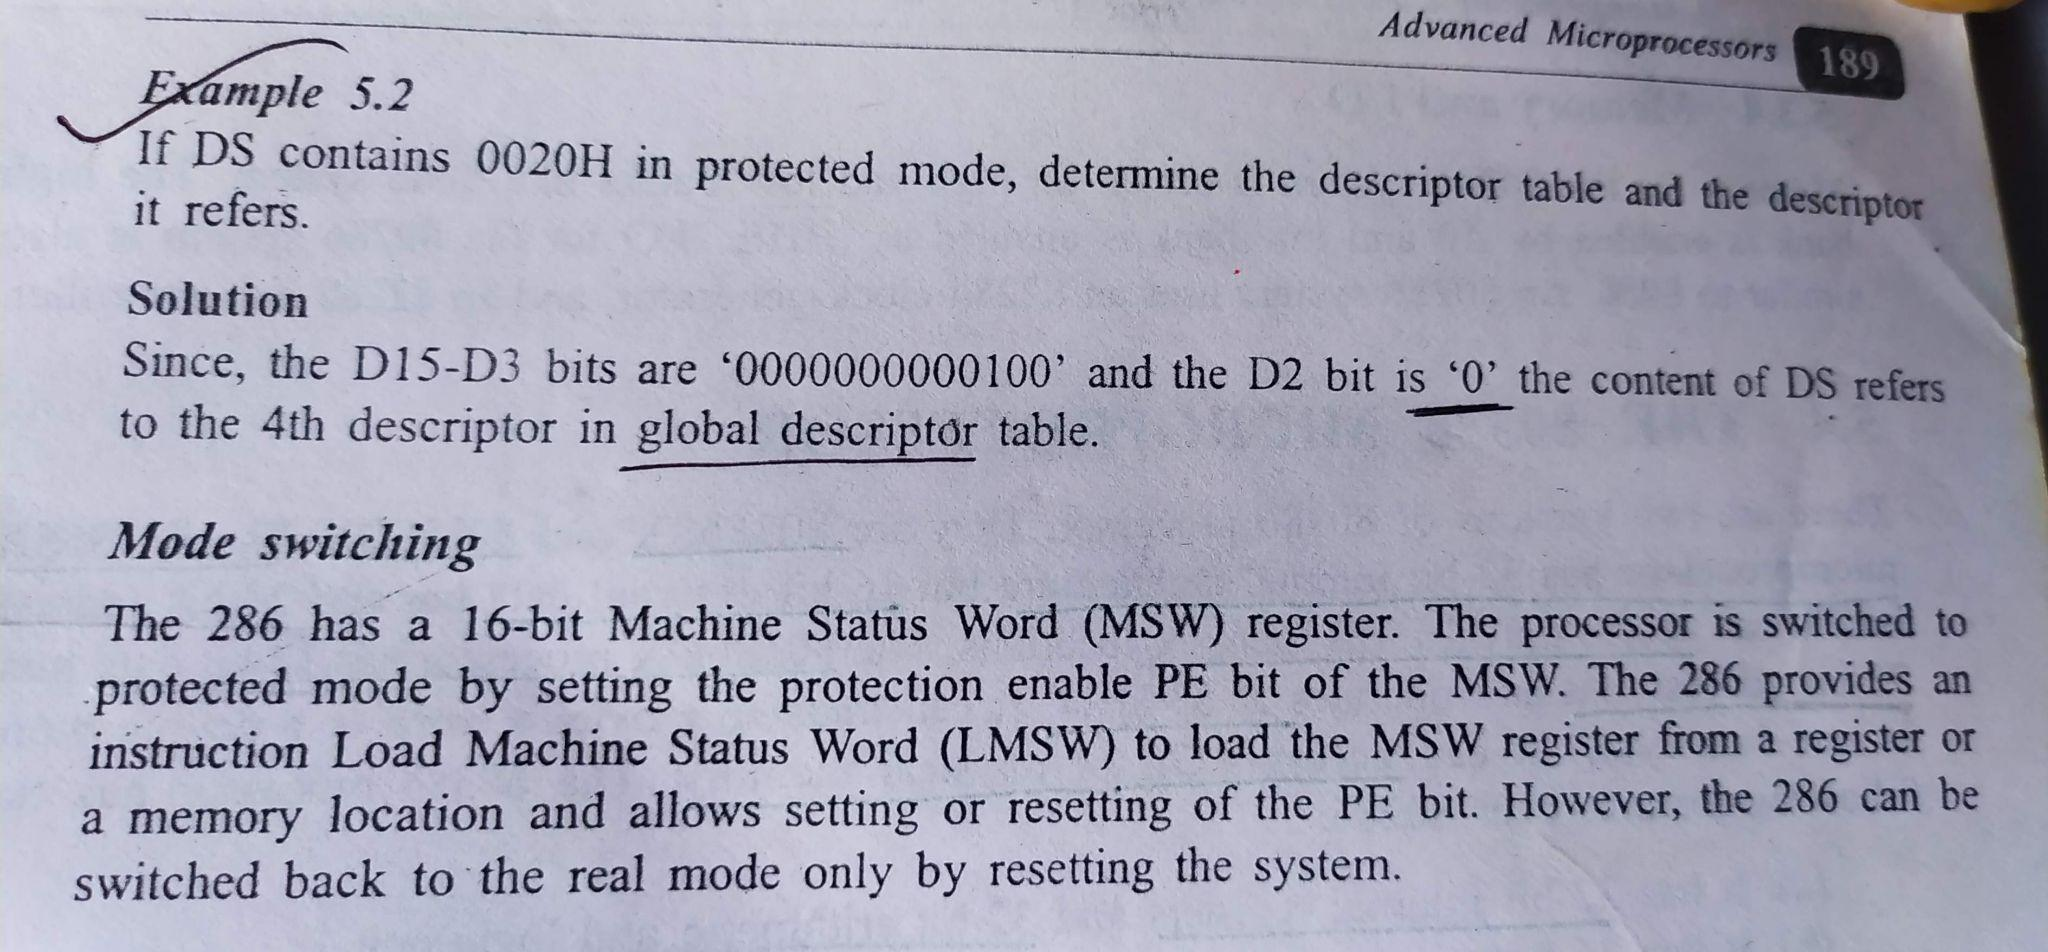 Advanced Microprocessors 189
Example 5.2
If DS contains 0020H in protected mode, determine the descriptor table and the descriptor
it refers.
Solution
Since, the D15-D3 bits are ‘0000000000100’ and the D2 bit is ‘0’ the content of DS refers
to the 4th descriptor in global descriptor table.
Mode switching
The 286 has a 16-bit Machine Status Word (MSW) register. The processor is switched to
protected mode by setting the protection enable PE bit of the MSW. The 286 provides an
instruction Load Machine Status Word (LMSW) to load the MSW register from a register or
a memory location and allows setting or resetting of the PE bit. However, the 286 can be
switched back to the real mode only by resetting the system.